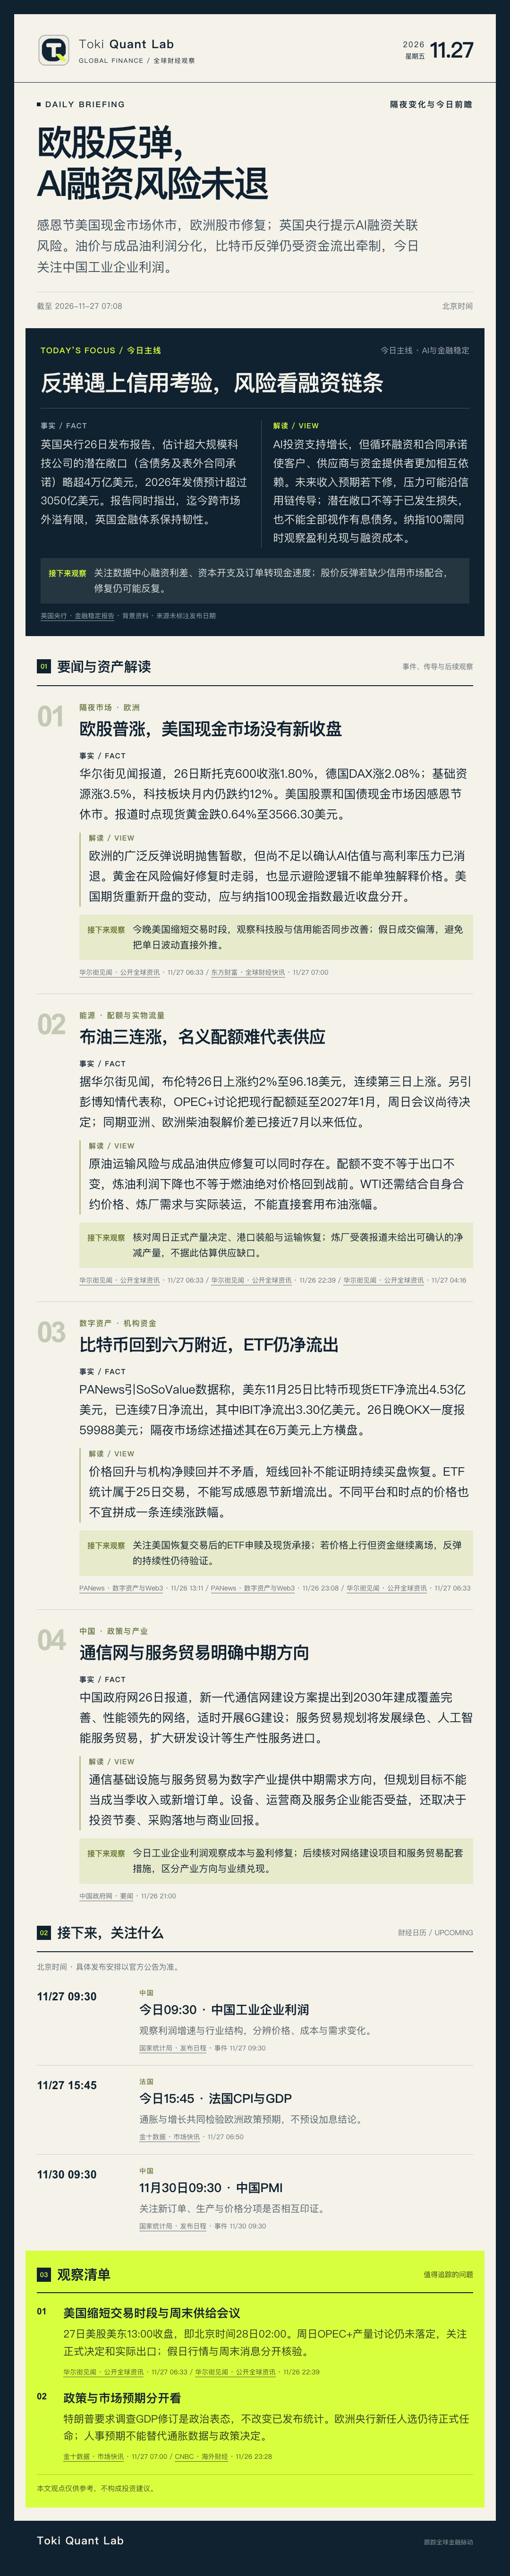 Toki Quant Lab
GLOBAL FINANCE / 全球财经观察
2026
星期五
11.27
DAILY BRIEFING
隔夜变化与今日前瞻
欧股反弹，
AI融资风险未退
感恩节美国现金市场休市，欧洲股市修复；英国央行提示AI融资关联
风险。油价与成品油利润分化，比特币反弹仍受资金流出牵制，今日
关注中国工业企业利润。
截至 2026-11-27 07:08
北京时间
TODAY'S FOCUS / 今日主线
今日主线 · AI与金融稳定
反弹遇上信用考验，风险看融资链条
事实 / FACT
英国央行26日发布报告，估计超大规模科
技公司的潜在敞口（含债务及表外合同承
诺）略超4万亿美元，2026年发债预计超过
3050亿美元。报告同时指出，迄今跨市场
外溢有限，英国金融体系保持韧性。
解读 / VIEW
AI投资支持增长，但循环融资和合同承诺
使客户、供应商与资金提供者更加相互依
赖。未来收入预期若下修，压力可能沿信
用链传导；潜在敞口不等于已发生损失，
也不能全部视作有息债务。纳指100需同
时观察盈利兑现与融资成本。
接下来观察
关注数据中心融资利差、资本开支及订单转现金速度；股价反弹若缺少信用市场配合，
修复仍可能反复。
英国央行 · 金融稳定报告 · 背景资料 · 来源未标注发布日期
01 要闻与资产解读
事件、传导与后续观察
01
隔夜市场 · 欧洲
欧股普涨，美国现金市场没有新收盘
事实 / FACT
华尔街见闻报道，26日斯托克600收涨1.80%，德国DAX涨2.08%；基础资
源涨3.5%，科技板块月内仍跌约12%。美国股票和国债现金市场因感恩节
休市。报道时点现货黄金跌0.64%至3566.30美元。
解读 / VIEW
欧洲的广泛反弹说明抛售暂歇，但尚不足以确认AI估值与高利率压力已消
退。黄金在风险偏好修复时走弱，也显示避险逻辑不能单独解释价格。美
国期货重新开盘的变动，应与纳指100现金指数最近收盘分开。
接下来观察
今晚美国缩短交易时段，观察科技股与信用能否同步改善；假日成交偏薄，避免
把单日波动直接外推。
华尔街见闻 · 公开全球资讯 · 11/27 06:33 / 东方财富 · 全球财经快讯 · 11/27 07:00
02
能源 · 配额与实物流量
布油三连涨，名义配额难代表供应
事实 / FACT
据华尔街见闻，布伦特26日上涨约2%至96.18美元，连续第三日上涨。另引
彭博知情代表称，OPEC+讨论把现行配额延至2027年1月，周日会议尚待决
定；同期亚洲、欧洲柴油裂解价差已接近7月以来低位。
解读 / VIEW
原油运输风险与成品油供应修复可以同时存在。配额不变不等于出口不
变，炼油利润下降也不等于燃油绝对价格回到战前。WTI还需结合自身合
约价格、炼厂需求与实际装运，不能直接套用布油涨幅。
接下来观察
核对周日正式产量决定、港口装船与运输恢复；炼厂受袭报道未给出可确认的净
减产量，不据此估算供应缺口。
华尔街见闻 · 公开全球资讯 · 11/27 06:33 / 华尔街见闻 · 公开全球资讯 · 11/26 22:39 / 华尔街见闻 · 公开全球资讯 · 11/27 04:16
03
数字资产 · 机构资金
比特币回到六万附近，ETF仍净流出
事实 / FACT
PANews引SoSoValue数据称，美东11月25日比特币现货ETF净流出4.53亿
美元，已连续7日净流出，其中IBIT净流出3.30亿美元。26日晚OKX一度报
59988美元；隔夜市场综述描述其在6万美元上方横盘。
解读 / VIEW
价格回升与机构净赎回并不矛盾，短线回补不能证明持续买盘恢复。ETF
统计属于25日交易，不能写成感恩节新增流出。不同平台和时点的价格也
不宜拼成一条连续涨跌幅。
接下来观察
关注美国恢复交易后的ETF申赎及现货承接；若价格上行但资金继续离场，反弹
的持续性仍待验证。
PANews · 数字资产与Web3 · 11/26 13:11 / PANews · 数字资产与Web3 · 11/26 23:08 / 华尔街见闻 · 公开全球资讯 · 11/27 06:33
04
中国 · 政策与产业
通信网与服务贸易明确中期方向
事实 / FACT
中国政府网26日报道，新一代通信网建设方案提出到2030年建成覆盖完
善、性能领先的网络，适时开展6G建设；服务贸易规划将发展绿色、人工智
能服务贸易，扩大研发设计等生产性服务进口。
解读 / VIEW
通信基础设施与服务贸易为数字产业提供中期需求方向，但规划目标不能
当成当季收入或新增订单。设备、运营商及服务企业能否受益，还取决于
投资节奏、采购落地与商业回报。
接下来观察
今日工业企业利润观察成本与盈利修复；后续核对网络建设项目和服务贸易配套
措施，区分产业方向与业绩兑现。
中国政府网 · 要闻 · 11/26 21:00
02 接下来，关注什么
财经日历 / UPCOMING
北京时间 · 具体发布安排以官方公告为准。
11/27 09:30
中国
今日09:30 · 中国工业企业利润
观察利润增速与行业结构，分辨价格、成本与需求变化。
国家统计局 · 发布日程 · 事件 11/27 09:30
11/27 15:45
法国
今日15:45 · 法国CPI与GDP
通胀与增长共同检验欧洲政策预期，不预设加息结论。
金十数据 · 市场快讯 · 11/27 06:50
11/30 09:30
中国
11月30日09:30 · 中国PMI
关注新订单、生产与价格分项是否相互印证。
国家统计局 · 发布日程 · 事件 11/30 09:30
03 观察清单
值得追踪的问题
01
美国缩短交易时段与周末供给会议
27日美股美东13:00收盘，即北京时间28日02:00。周日OPEC+产量讨论仍未落定，关注
正式决定和实际出口；假日行情与周末消息分开核验。
华尔街见闻 · 公开全球资讯 · 11/27 06:33 / 华尔街见闻 · 公开全球资讯 · 11/26 22:39
02
政策与市场预期分开看
特朗普要求调查GDP修订是政治表态，不改变已发布统计。欧洲央行新任人选仍待正式任
命；人事预期不能替代通胀数据与政策决定。
金十数据 · 市场快讯 · 11/27 07:00 / CNBC · 海外财经 · 11/26 23:28
本文观点仅供参考，不构成投资建议。
Toki Quant Lab
跟踪全球金融脉动